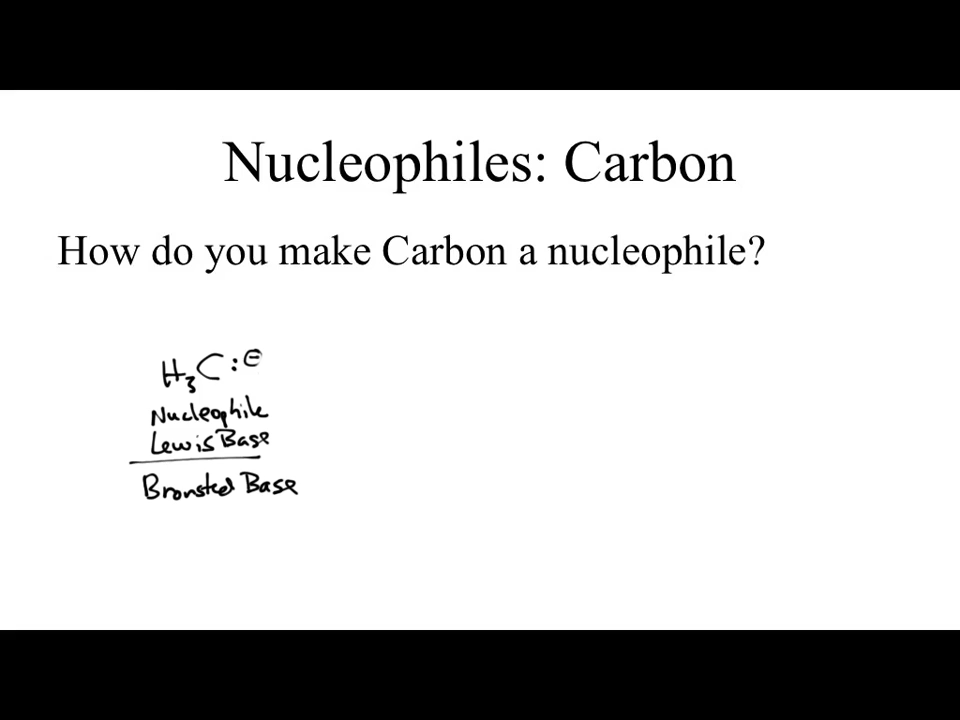 Nucleophiles: Carbon
How do you make Carbon a nucleophile?
H₃C:⊖
Nucleophile
Lewis Base
Bronsted Base